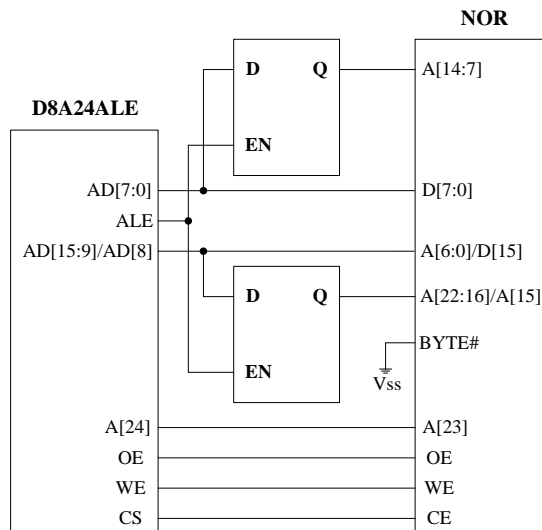 NOR
D Q A[14:7]
D8A24ALE
EN
AD[7:0] D[7:0]
ALE
AD[15:9]/AD[8] A[6:0]/D[15]
D Q A[22:16]/A[15]
BYTE#
EN Vss
A[24] A[23]
OE OE
WE WE
CS CE